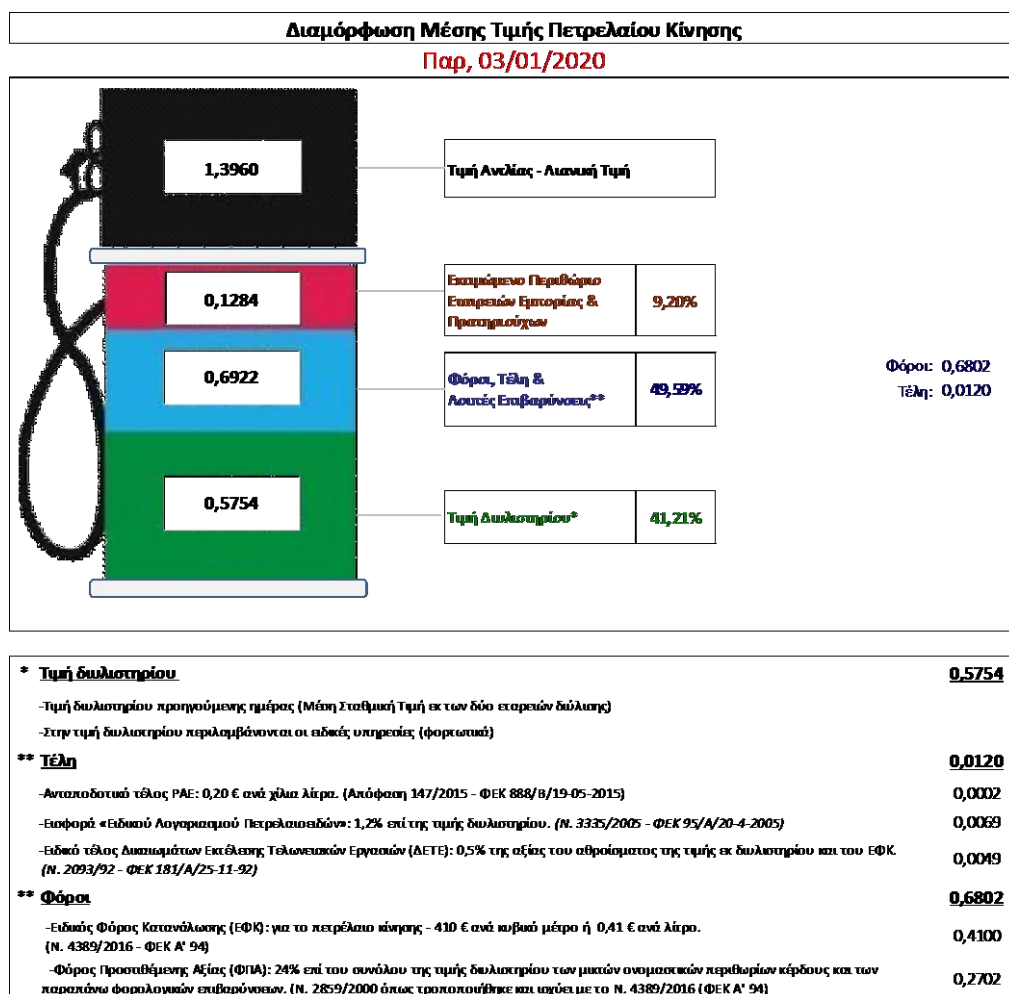 Διαμόρφωση Μέσης Τιμής Πετρελαίου Κίνησης
Παρ, 03/01/2020
1,3960
Τιμή Αντλίας - Λιανική Τιμή
0,1284
Εκτιμώμενο Περιθώριο
Εταιρειών Εμπορίας &
Πρατηριούχων
9,20%
0,6922
Φόροι, Τέλη &
Λοιπές Επιβαρύνσεις**
49,59%
Φόροι: 0,6802
Τέλη: 0,0120
0,5754
Τιμή Διυλιστηρίου*
41,21%
* Τιμή διυλιστηρίου 0,5754
-Τιμή διυλιστηρίου προηγούμενης ημέρας (Μέση Σταθμική Τιμή εκ των δύο εταρειών διύλισης)
-Στην τιμή διυλιστηρίου περιλαμβάνονται οι ειδικές υπηρεσίες (φορτωτικά)
** Τέλη 0,0120
-Ανταποδοτικό τέλος ΡΑΕ: 0,20 € ανά χίλια λίτρα. (Απόφαση 147/2015 - ΦΕΚ 888/Β/19-05-2015) 0,0002
-Εισφορά «Ειδικού Λογαριασμού Πετρελαιοειδών»: 1,2% επί της τιμής διυλιστηρίου. (Ν. 3335/2005 - ΦΕΚ 95/Α/20-4-2005) 0,0069
-Ειδικό τέλος Δικαιωμάτων Εκτέλεσης Τελωνειακών Εργασιών (ΔΕΤΕ): 0,5% της αξίας του αθροίσματος της τιμής εκ διυλιστηρίου και του ΕΦΚ.
(Ν. 2093/92 - ΦΕΚ 181/Α/25-11-92) 0,0049
** Φόροι 0,6802
-Ειδικός Φόρος Κατανάλωσης (ΕΦΚ): για το πετρέλαιο κίνησης - 410 € ανά κυβικό μέτρο ή 0,41 € ανά λίτρο.
(Ν. 4389/2016 - ΦΕΚ Α' 94) 0,4100
-Φόρος Προστιθέμενης Αξίας (ΦΠΑ): 24% επί του συνόλου της τιμής διυλιστηρίου των μικτών ονομαστικών περιθωρίων κέρδους και των
παραπάνω φορολογικών επιβαρύνσεων. (Ν. 2859/2000 όπως τροποποιήθηκε και ισχύει με το Ν. 4389/2016 (ΦΕΚ Α' 94) 0,2702